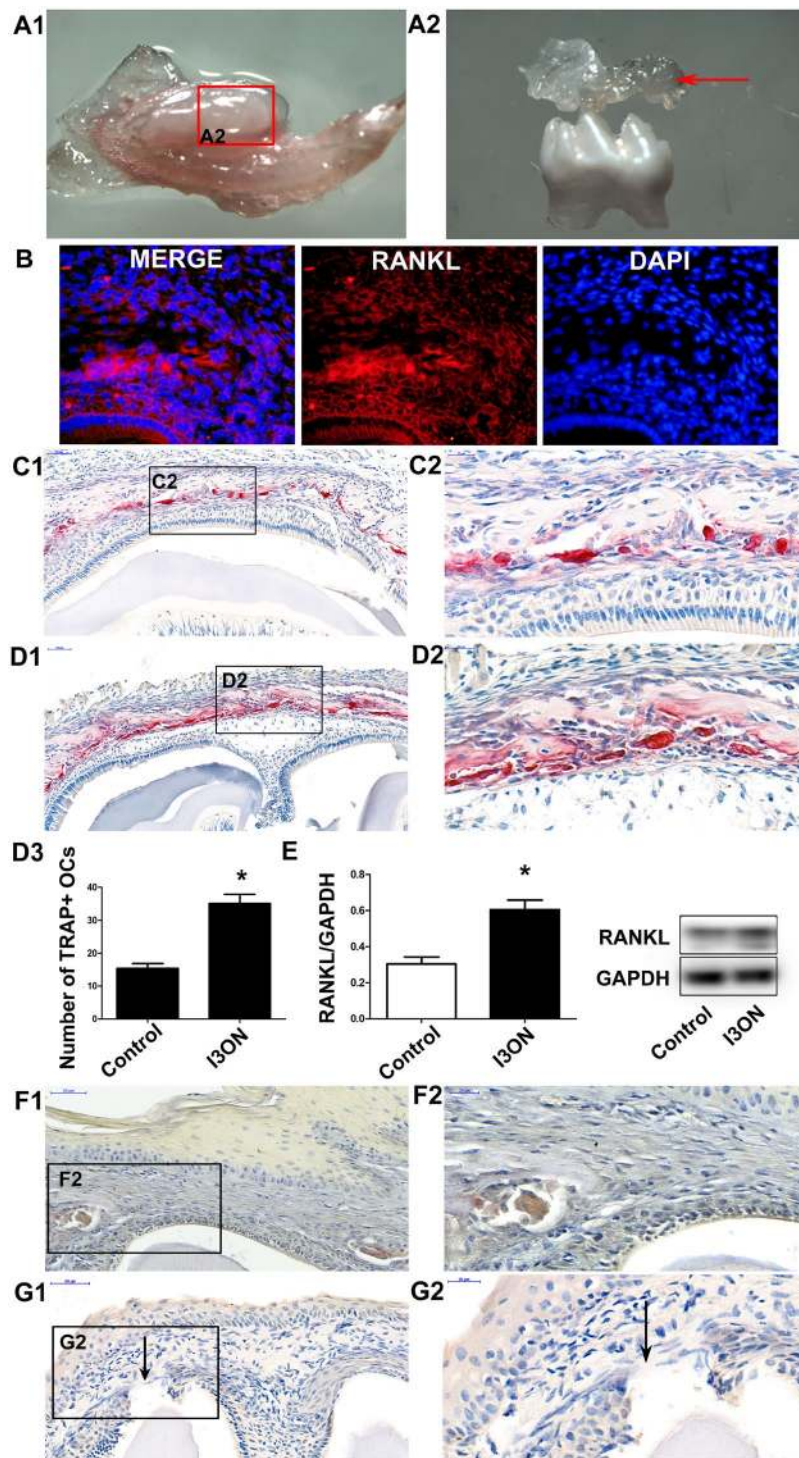 A1
A2
A2
B
MERGE
RANKL
DAPI
C1
C2
C2
D1
D2
D2
D3
Number of TRAP+ OCs
40
30
20
10
0
*
Control
I3ON
E
RANKL/GAPDH
0.8
0.6
0.4
0.2
0.0
*
Control
I3ON
RANKL
GAPDH
Control
I3ON
F1
F2
F2
G1
G2
G2